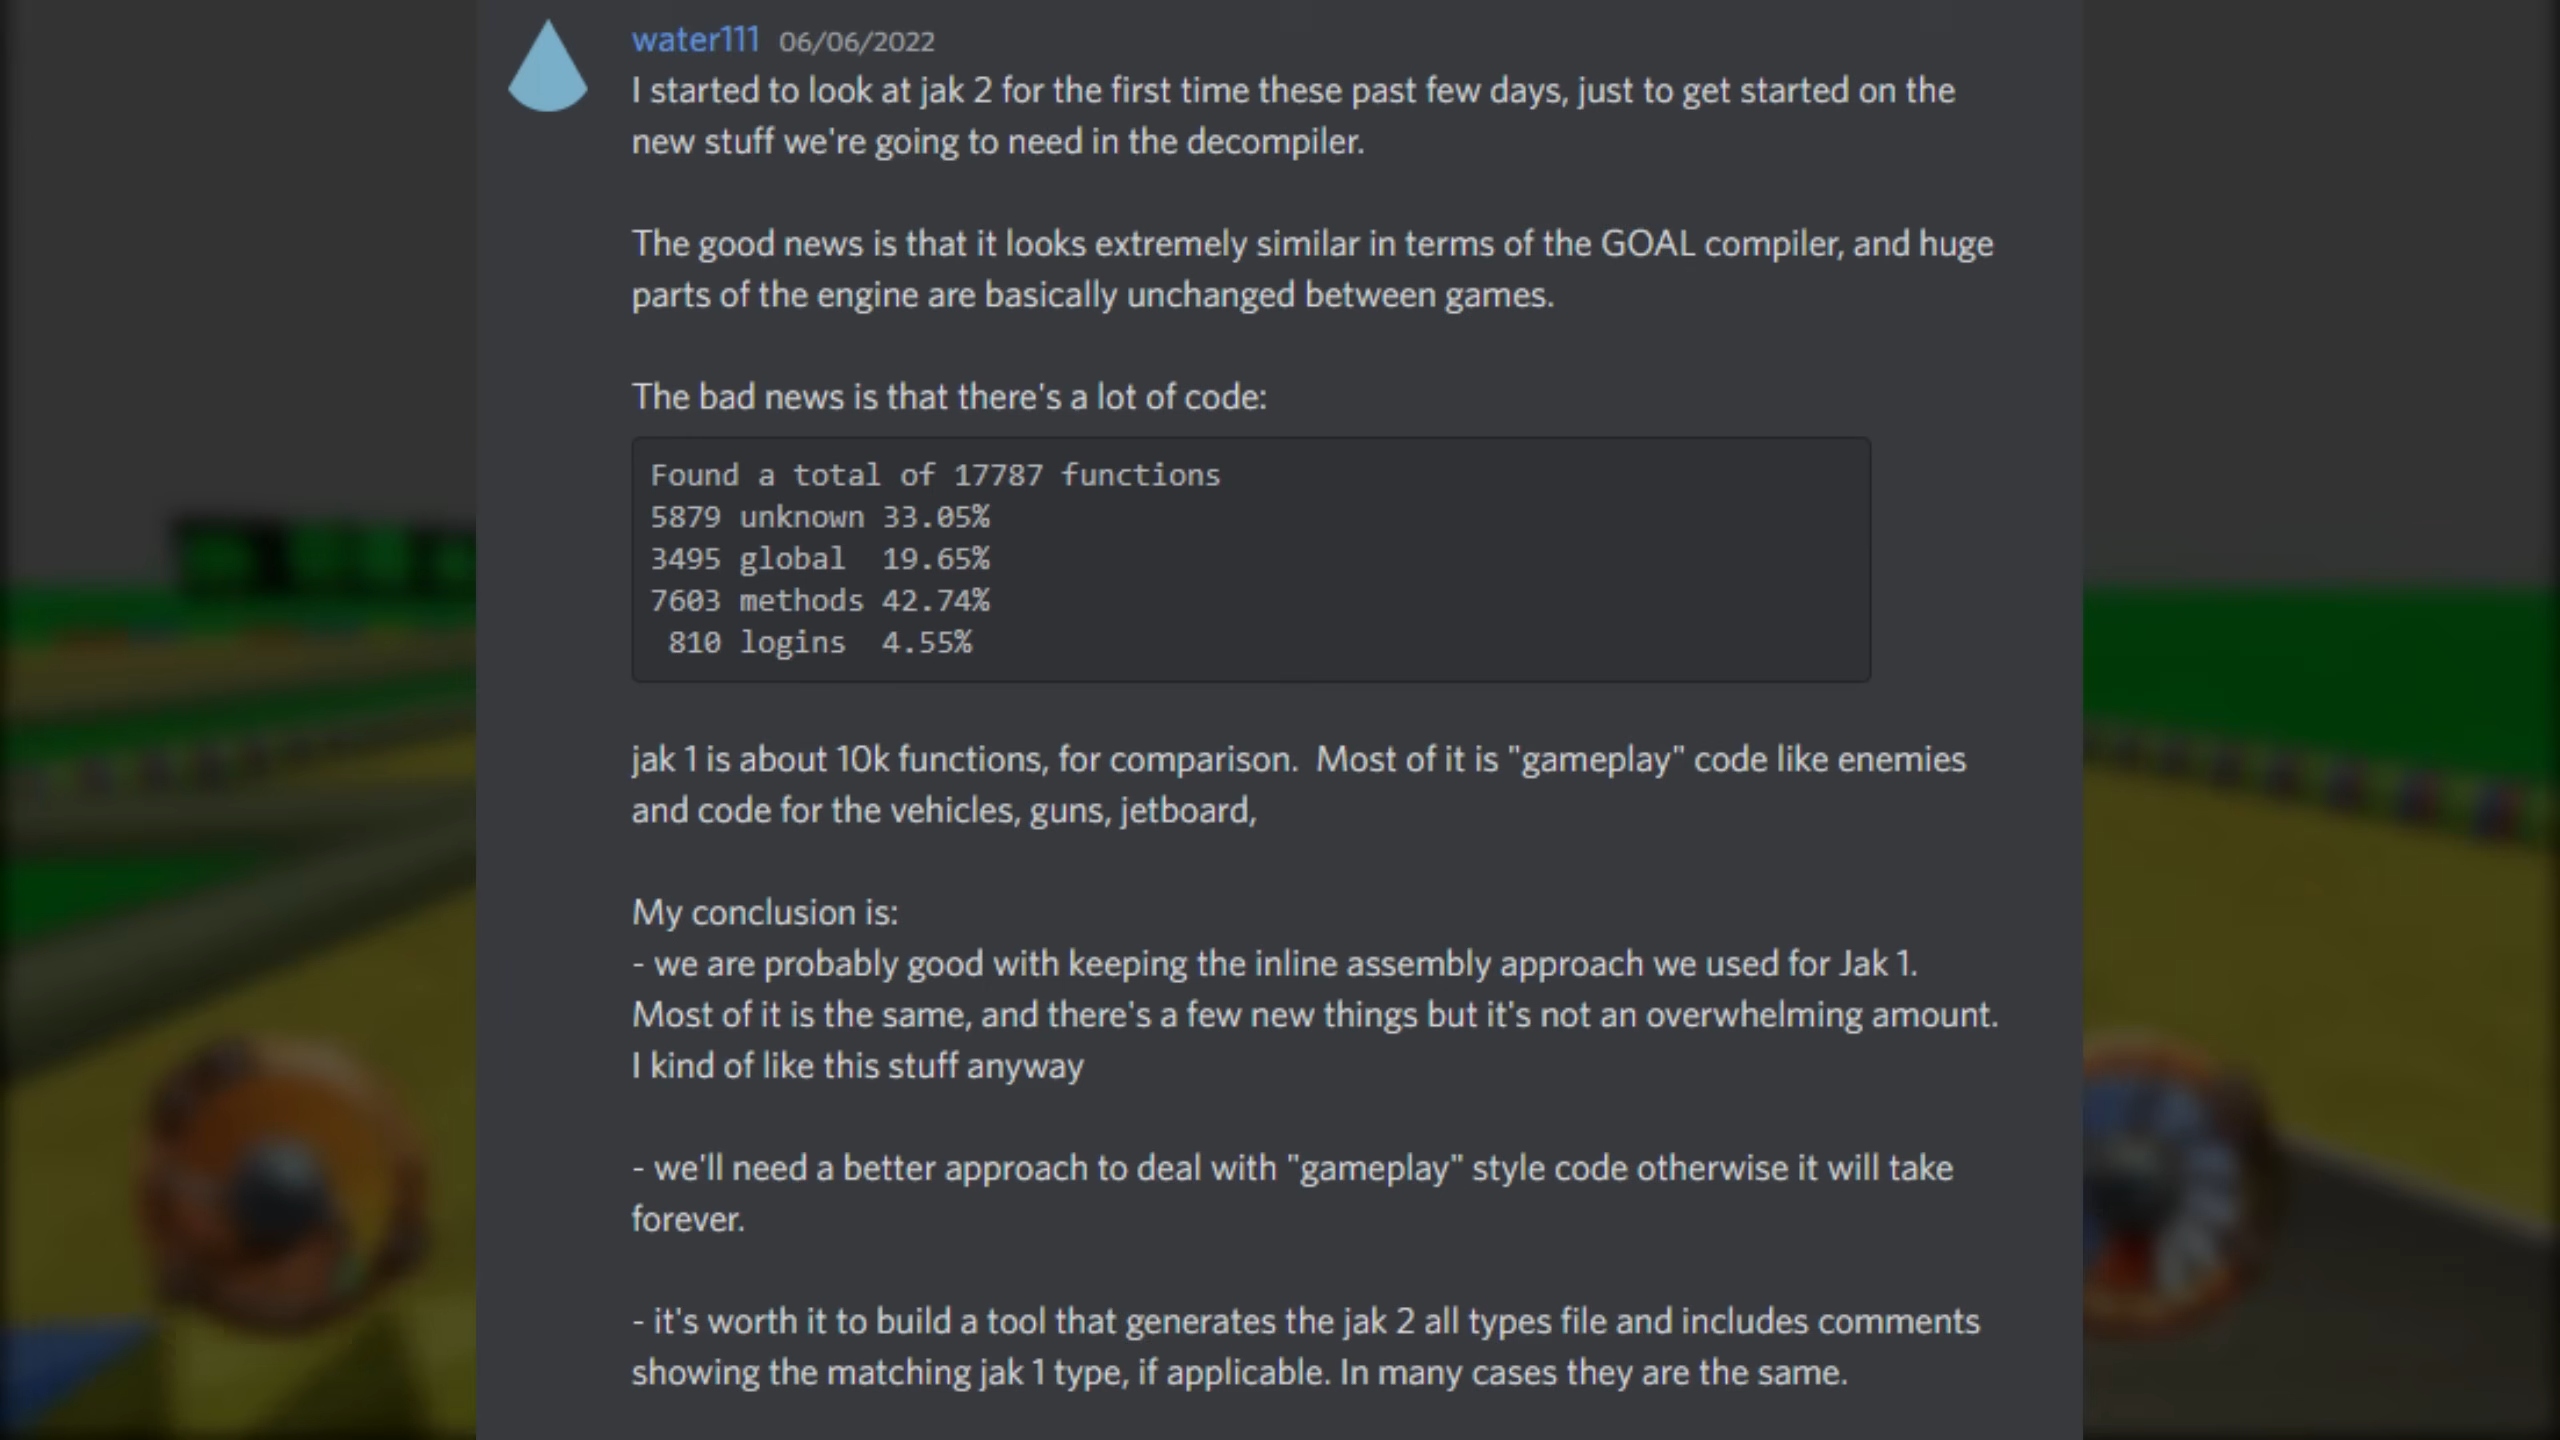 water111 06/06/2022
I started to look at jak 2 for the first time these past few days, just to get started on the
new stuff we're going to need in the decompiler.
The good news is that it looks extremely similar in terms of the GOAL compiler, and huge
parts of the engine are basically unchanged between games.
The bad news is that there's a lot of code:
Found a total of 17787 functions
5879 unknown 33.05%
3495 global 19.65%
7603 methods 42.74%
810 logins 4.55%
jak 1 is about 10k functions, for comparison. Most of it is "gameplay" code like enemies
and code for the vehicles, guns, jetboard,
My conclusion is:
- we are probably good with keeping the inline assembly approach we used for Jak 1.
Most of it is the same, and there's a few new things but it's not an overwhelming amount.
I kind of like this stuff anyway
- we'll need a better approach to deal with "gameplay" style code otherwise it will take
forever.
- it's worth it to build a tool that generates the jak 2 all types file and includes comments
showing the matching jak 1 type, if applicable. In many cases they are the same.